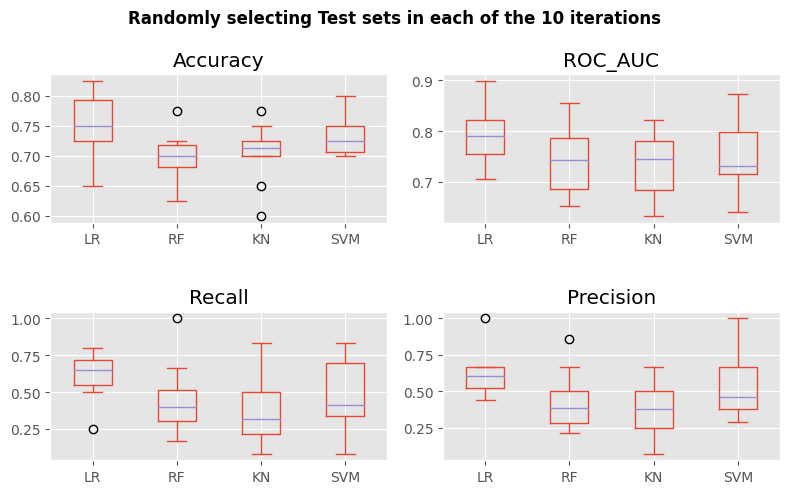 Randomly selecting Test sets in each of the 10 iterations
Accuracy
0.80
0.75
0.70
0.65
0.60
LR RF KN SVM
ROC_AUC
0.9
0.8
0.7
LR RF KN SVM
Recall
1.00
0.75
0.50
0.25
LR RF KN SVM
Precision
1.00
0.75
0.50
0.25
LR RF KN SVM